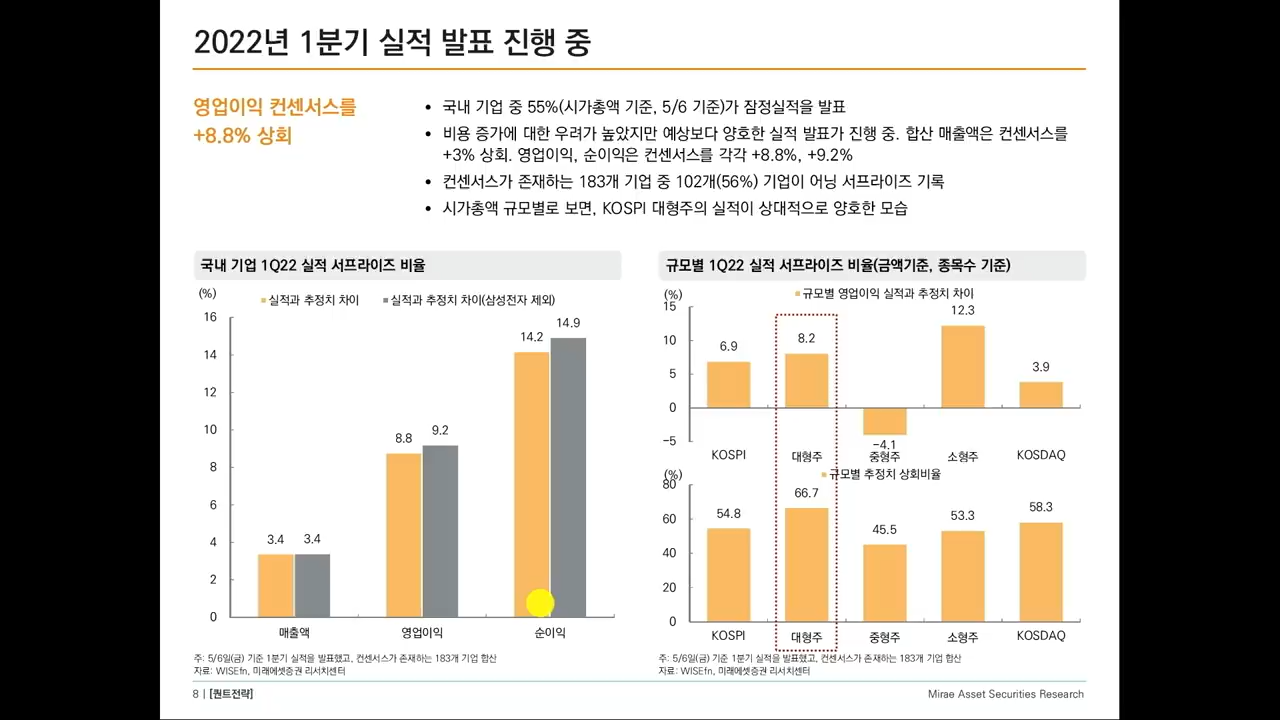 2022년 1분기 실적 발표 진행 중
영업이익 컨센서스를
+8.8% 상회
• 국내 기업 중 55%(시가총액 기준, 5/6 기준)가 잠정실적을 발표
• 비용 증가에 대한 우려가 높았지만 예상보다 양호한 실적 발표가 진행 중. 합산 매출액은 컨센서스를
+3% 상회. 영업이익, 순이익은 컨센서스를 각각 +8.8%, +9.2%
• 컨센서스가 존재하는 183개 기업 중 102개(56%) 기업이 어닝 서프라이즈 기록
• 시가총액 규모별로 보면, KOSPI 대형주의 실적이 상대적으로 양호한 모습
국내 기업 1Q22 실적 서프라이즈 비율
(%)
실적과 추정치 차이
실적과 추정치 차이(삼성전자 제외)
16
14
12
10
8
6
4
2
0
3.4
3.4
8.8
9.2
14.2
14.9
매출액
영업이익
순이익
주: 5/6일(금) 기준 1분기 실적을 발표했고, 컨센서스가 존재하는 183개 기업 합산
자료: WISEfn, 미래에셋증권 리서치센터
규모별 1Q22 실적 서프라이즈 비율(금액기준, 종목수 기준)
(%)
규모별 영업이익 실적과 추정치 차이
15
10
5
0
-5
6.9
8.2
-4.1
12.3
3.9
KOSPI
대형주
중형주
소형주
KOSDAQ
(%)
규모별 추정치 상회비율
80
60
40
20
0
54.8
66.7
45.5
53.3
58.3
KOSPI
대형주
중형주
소형주
KOSDAQ
주: 5/6일(금) 기준 1분기 실적을 발표했고, 컨센서스가 존재하는 183개 기업 합산
자료: WISEfn, 미래에셋증권 리서치센터
8 | [퀀트전략]
Mirae Asset Securities Research